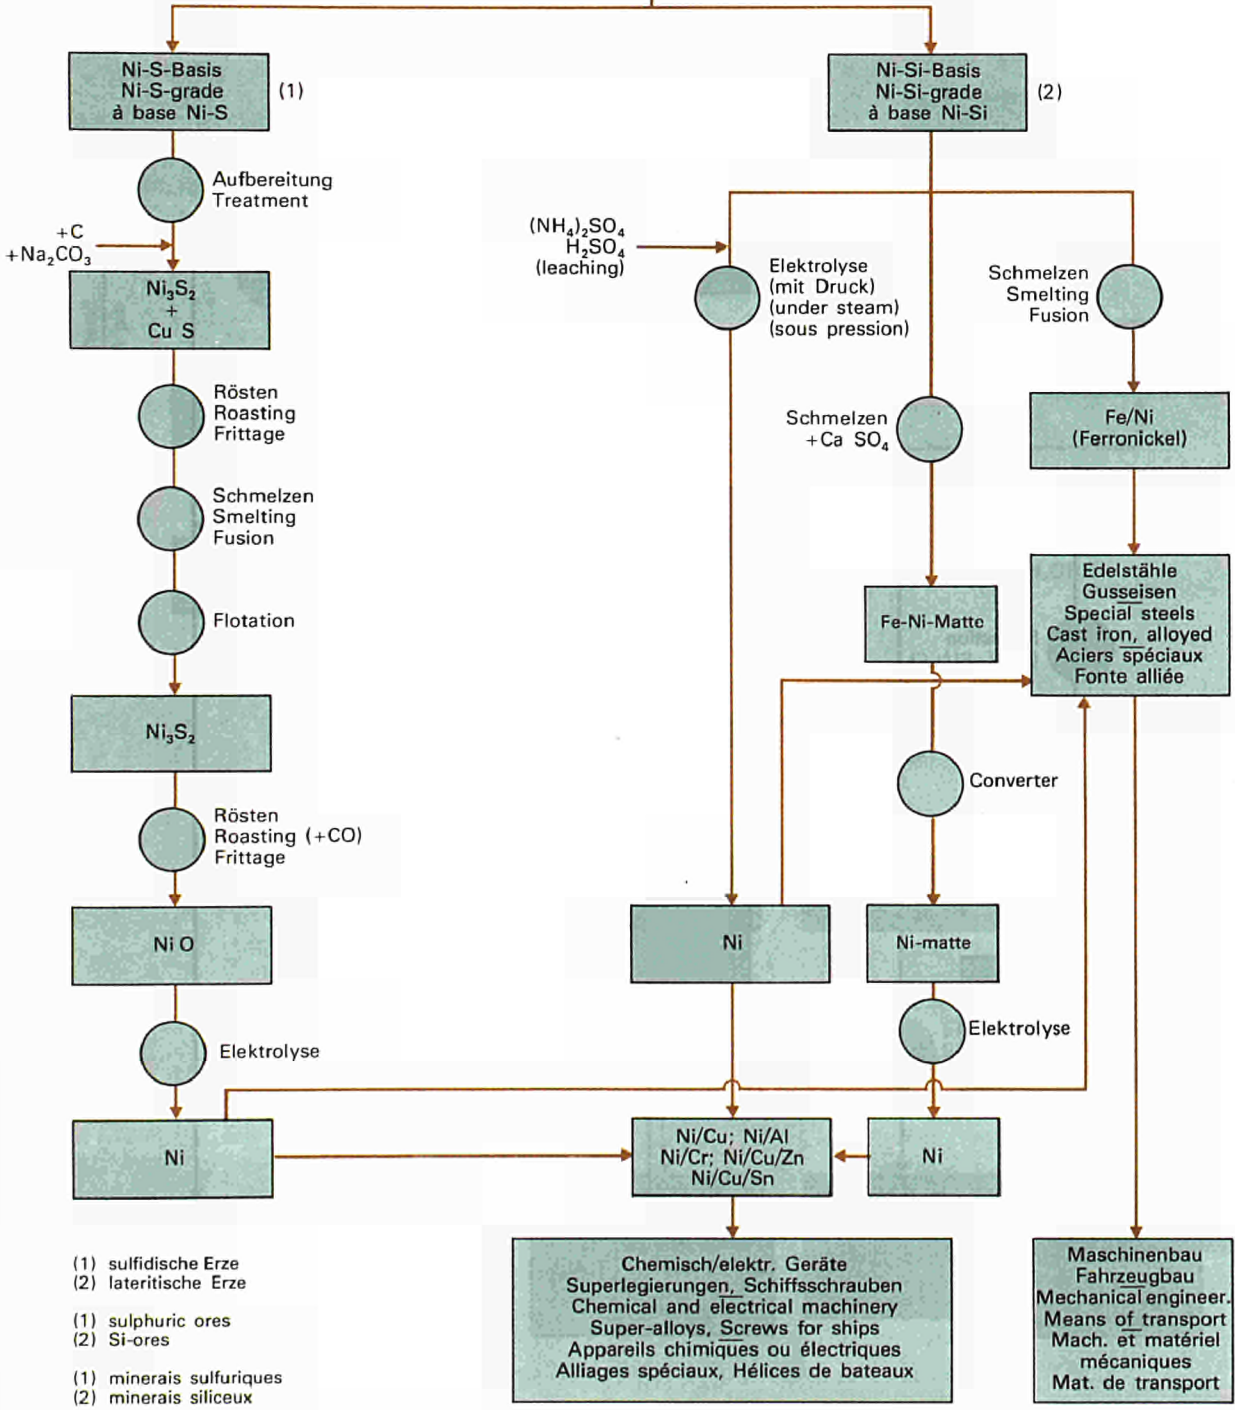 Ni-S-Basis
Ni-S-grade
à base Ni-S
(1)
Ni-Si-Basis
Ni-Si-grade
à base Ni-Si
(2)
Aufbereitung
Treatment
+C
+Na₂CO₃
Ni₃S₂
+
Cu S
Rösten
Roasting
Frittage
Schmelzen
Smelting
Fusion
Flotation
Ni₃S₂
Rösten
Roasting (+CO)
Frittage
Ni O
Elektrolyse
Ni
(NH₄)₂SO₄
H₂SO₄
(leaching)
Elektrolyse
(mit Druck)
(under steam)
(sous pression)
Ni
Schmelzen
+Ca SO₄
Fe-Ni-Matte
Converter
Ni-matte
Elektrolyse
Ni
Schmelzen
Smelting
Fusion
Fe/Ni
(Ferronickel)
Edelstähle
Gusseisen
Special steels
Cast iron, alloyed
Aciers spéciaux
Fonte alliée
Ni/Cu; Ni/Al
Ni/Cr; Ni/Cu/Zn
Ni/Cu/Sn
Chemisch/elektr. Geräte
Superlegierungen, Schiffsschrauben
Chemical and electrical machinery
Super-alloys, Screws for ships
Appareils chimiques ou électriques
Alliages spéciaux, Hélices de bateaux
Maschinenbau
Fahrzeugbau
Mechanical engineer.
Means of transport
Mach. et matériel
mécaniques
Mat. de transport
(1) sulfidische Erze
(2) lateritische Erze
(1) sulphuric ores
(2) Si-ores
(1) minerais sulfuriques
(2) minerais siliceux